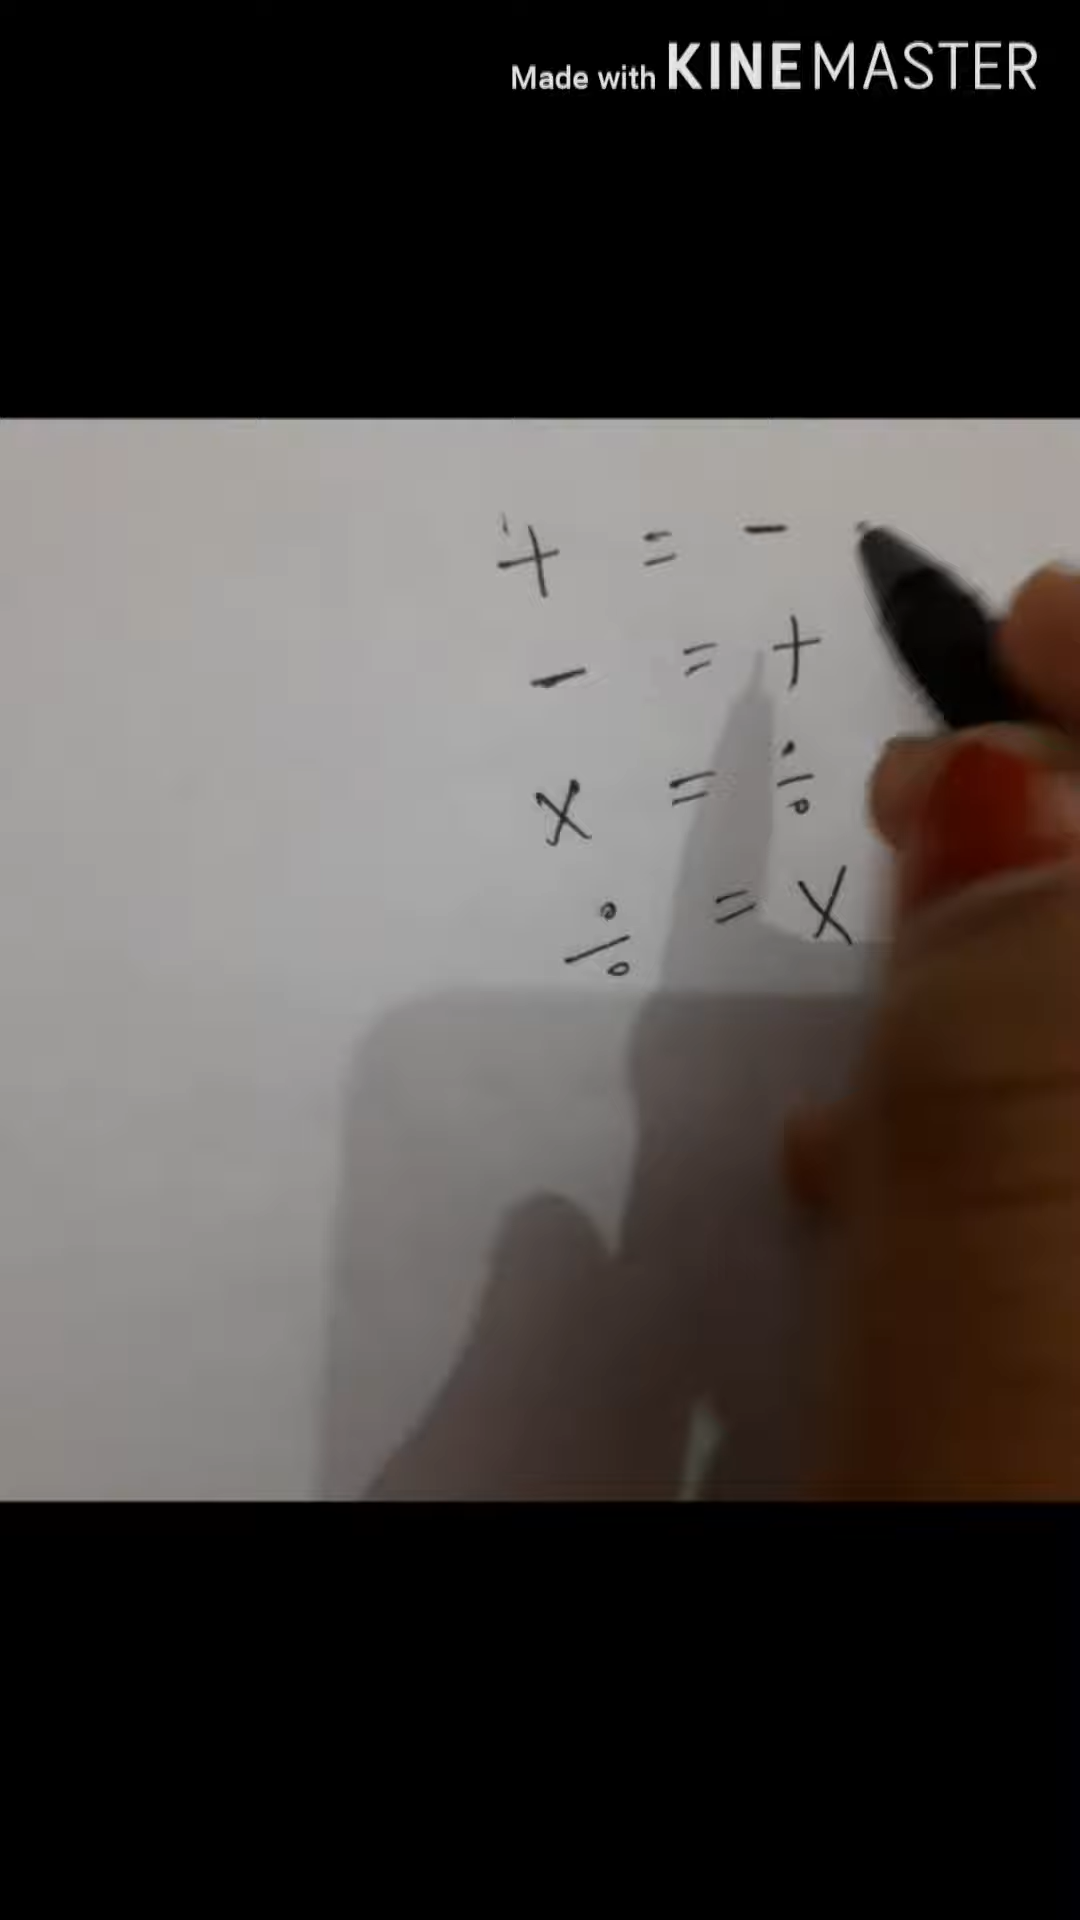 Made with KINEMASTER
+ = -
- = +
x = ÷
÷ = x